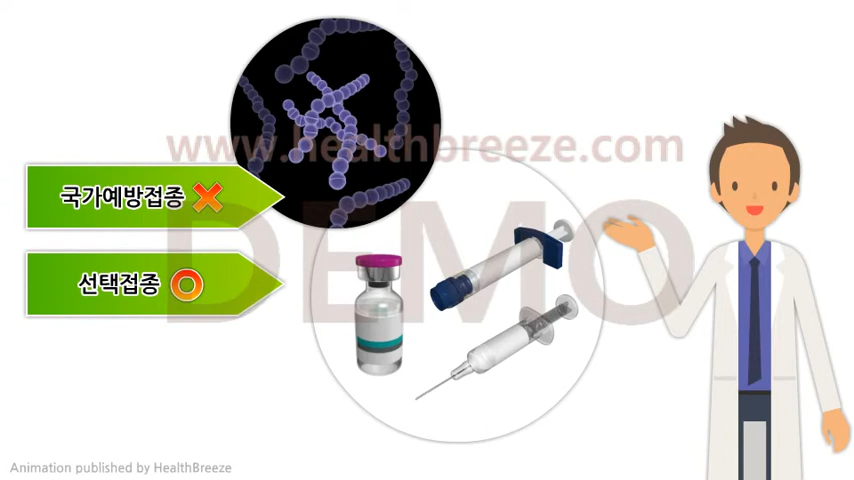 www.healthbreeze.com
국가예방접종
DEMO
선택접종
Animation published by HealthBreeze